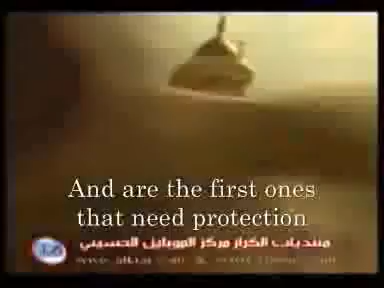 And are the first ones
that need protection
منتديات الكرار مركز الموبايل الحسيني